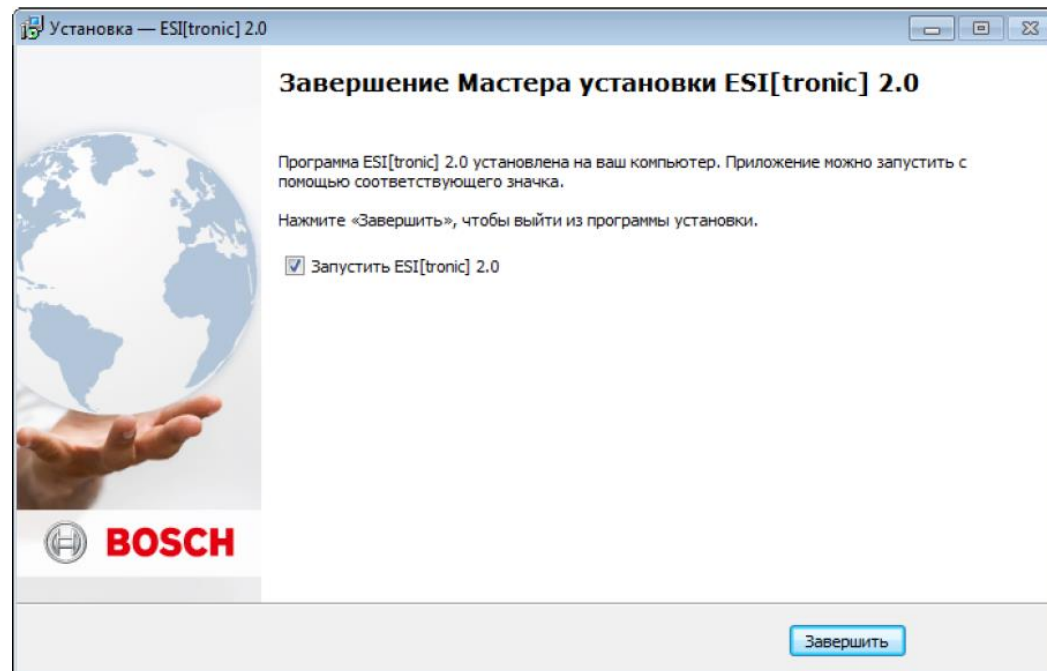 Установка — ESI[tronic] 2.0
Завершение Мастера установки ESI[tronic] 2.0
Программа ESI[tronic] 2.0 установлена на ваш компьютер. Приложение можно запустить с
помощью соответствующего значка.
Нажмите «Завершить», чтобы выйти из программы установки.
Запустить ESI[tronic] 2.0
BOSCH
Завершить